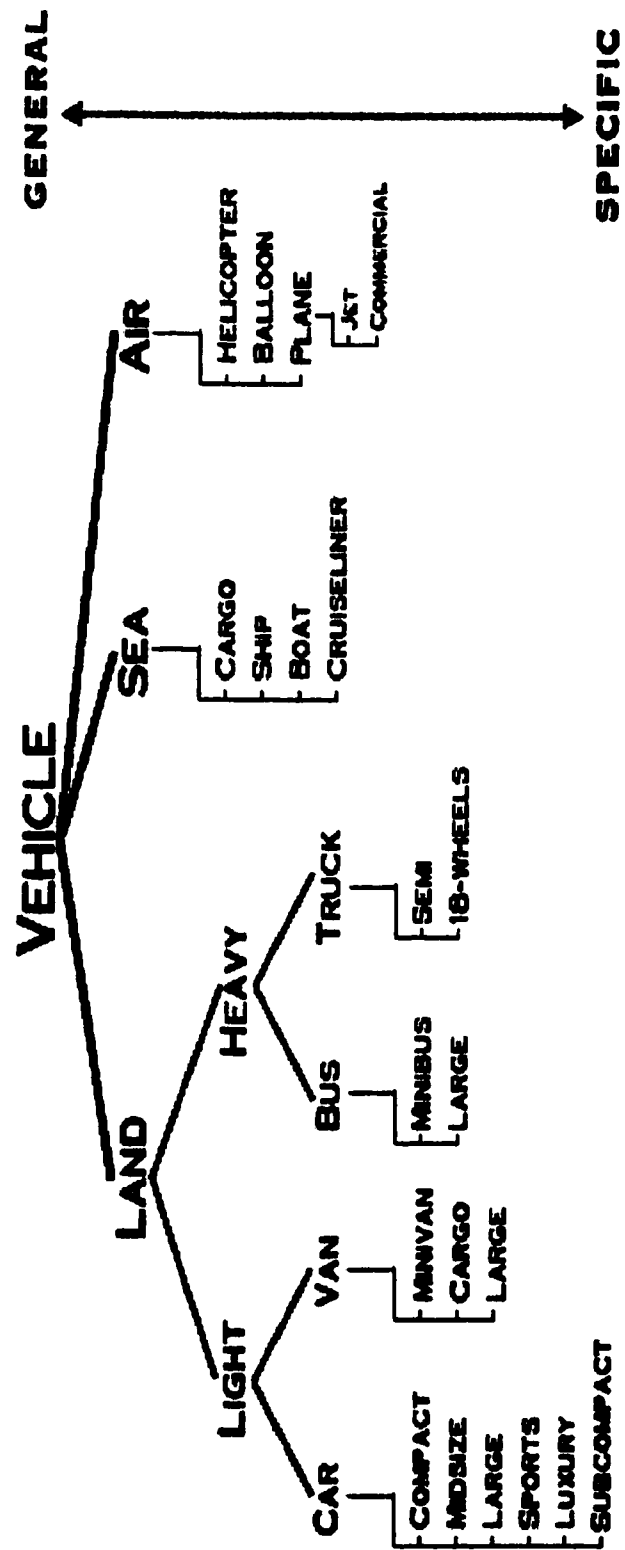 VEHICLE
GENERAL
LAND
SEA
AIR
LIGHT
HEAVY
CAR
VAN
BUS
TRUCK
COMPACT
MIDSIZE
LARGE
SPORTS
LUXURY
SUBCOMPACT
MINIVAN
CARGO
LARGE
MINIBUS
LARGE
SEMI
18-WHEELS
CARGO
SHIP
BOAT
CRUISELINER
HELICOPTER
BALLOON
PLANE
JET
COMMERCIAL
SPECIFIC